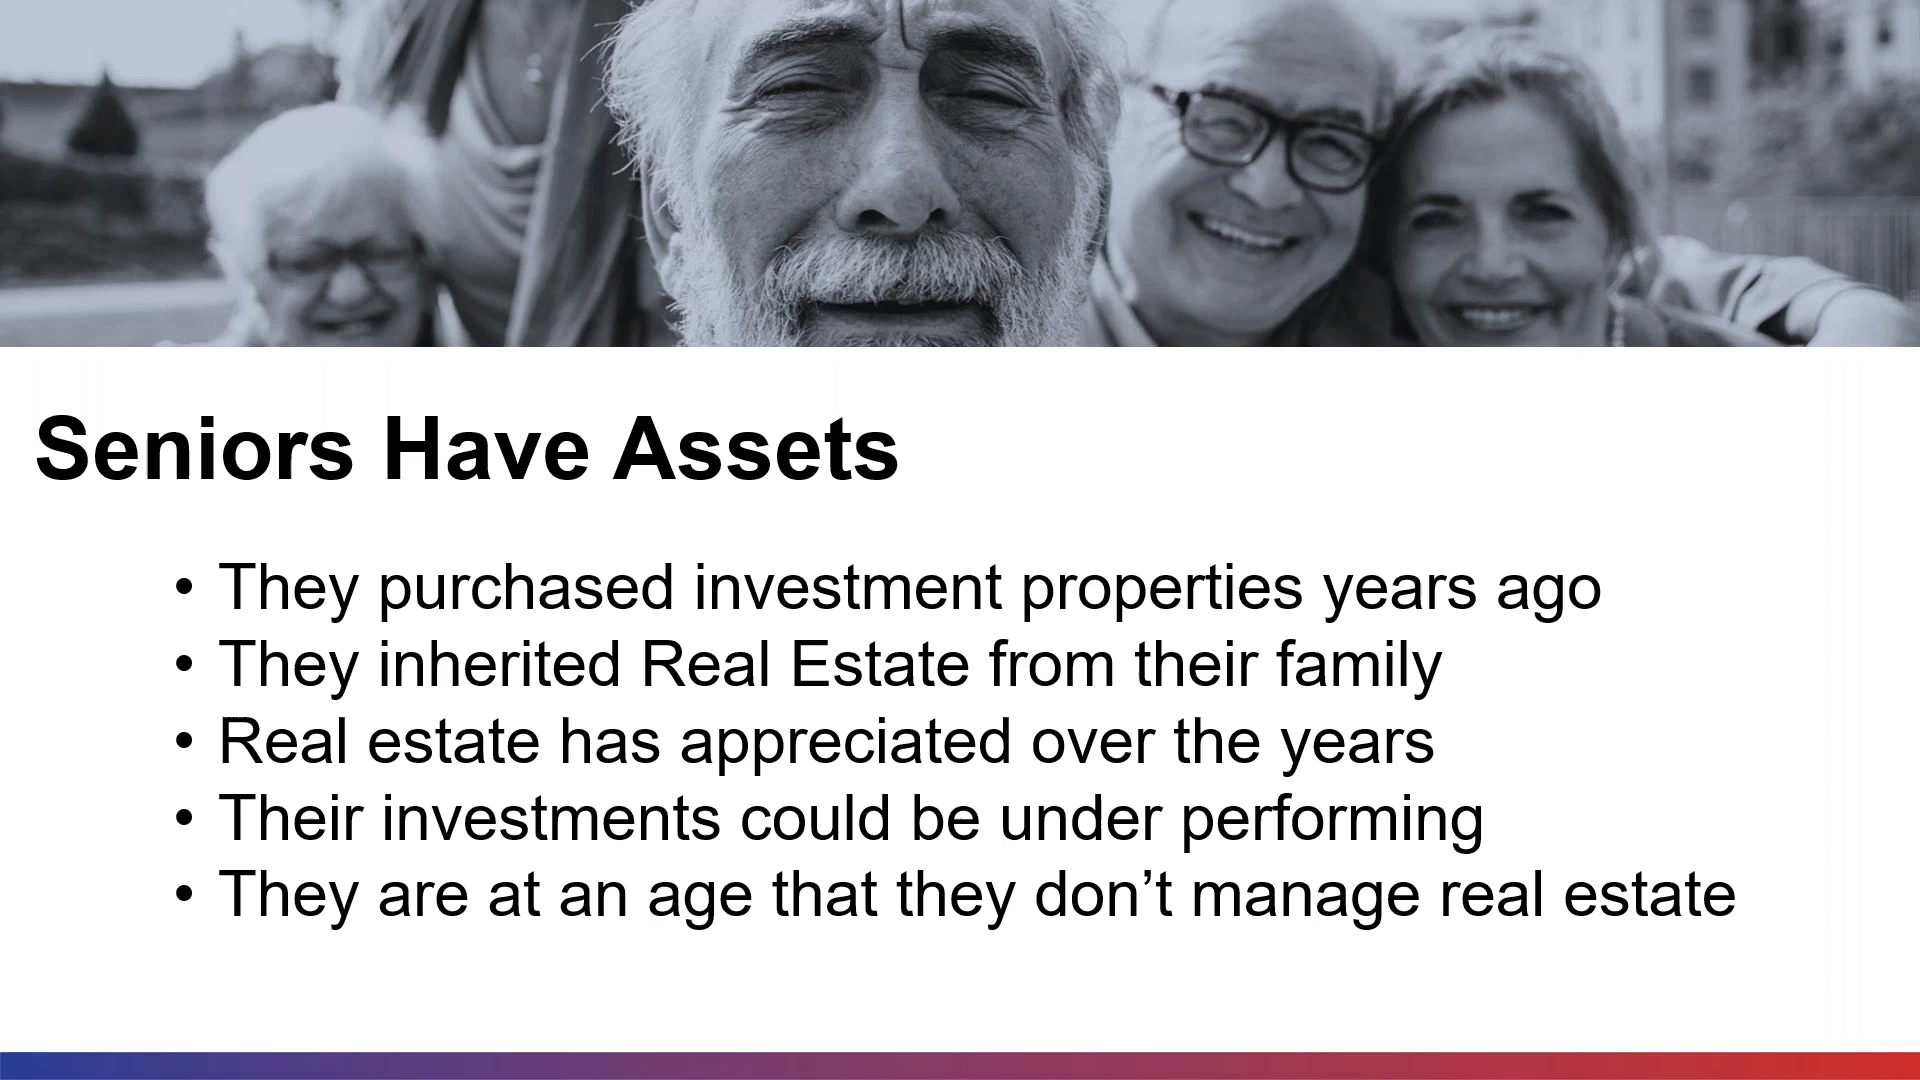 Seniors Have Assets
• They purchased investment properties years ago
• They inherited Real Estate from their family
• Real estate has appreciated over the years
• Their investments could be under performing
• They are at an age that they don’t manage real estate